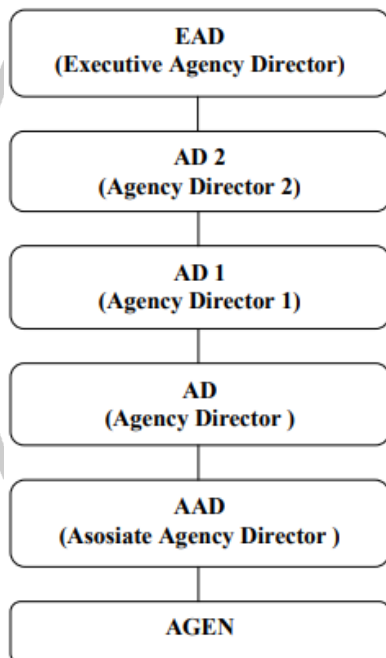 EAD
(Executive Agency Director)
AD 2
(Agency Director 2)
AD 1
(Agency Director 1)
AD
(Agency Director )
AAD
(Asosiate Agency Director )
AGEN